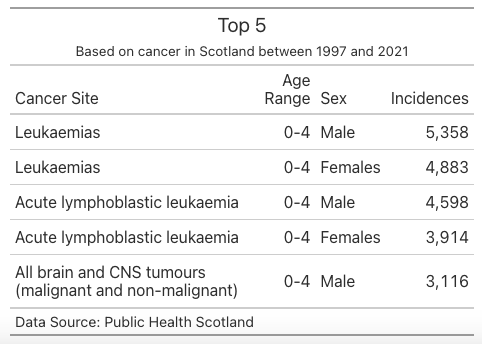 Top 5
Based on cancer in Scotland between 1997 and 2021
Cancer Site Age Range Sex Incidences
Leukaemias 0-4 Male 5,358
Leukaemias 0-4 Females 4,883
Acute lymphoblastic leukaemia 0-4 Male 4,598
Acute lymphoblastic leukaemia 0-4 Females 3,914
All brain and CNS tumours
(malignant and non-malignant) 0-4 Male 3,116
Data Source: Public Health Scotland